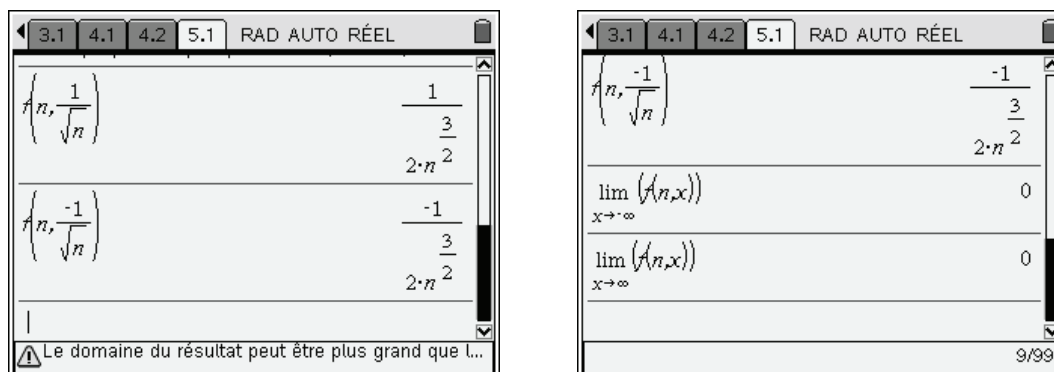 3.1 4.1 4.2 5.1 RAD AUTO RÉEL
f(n, 1/√n) 1/(2·n^(3/2))
f(n, -1/√n) -1/(2·n^(3/2))
Le domaine du résultat peut être plus grand que l...
3.1 4.1 4.2 5.1 RAD AUTO RÉEL
f(n, -1/√n) -1/(2·n^(3/2))
lim x→-∞ (f(n,x)) 0
lim x→∞ (f(n,x)) 0
9/99